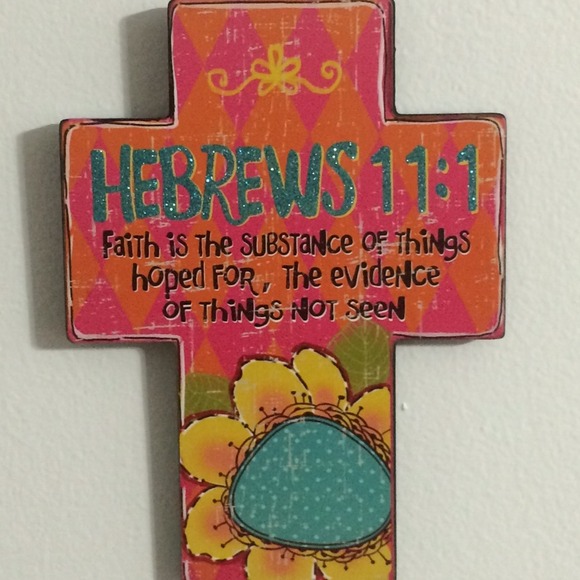 HEBREWS 11:1
Faith is The SUBSTANCE OF Things
hoped FOR, The eVidence
OF Things NOT Seen